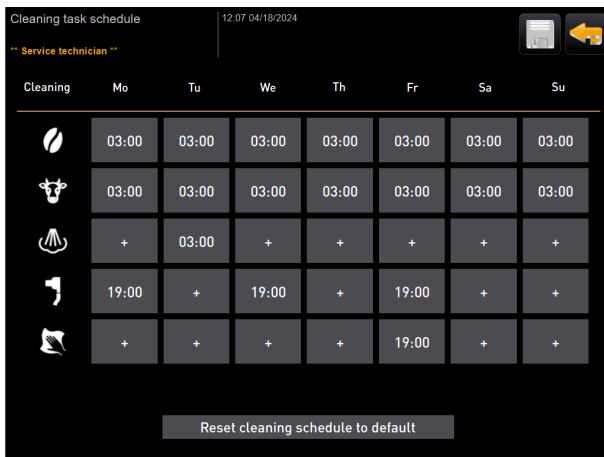 Cleaning task schedule
12:07 04/18/2024
** Service technician **
Cleaning Mo Tu We Th Fr Sa Su
03:00 03:00 03:00 03:00 03:00 03:00 03:00
03:00 03:00 03:00 03:00 03:00 03:00 03:00
+ 03:00 + + + + +
19:00 + 19:00 + 19:00 + +
+ + + + 19:00 + +
Reset cleaning schedule to default